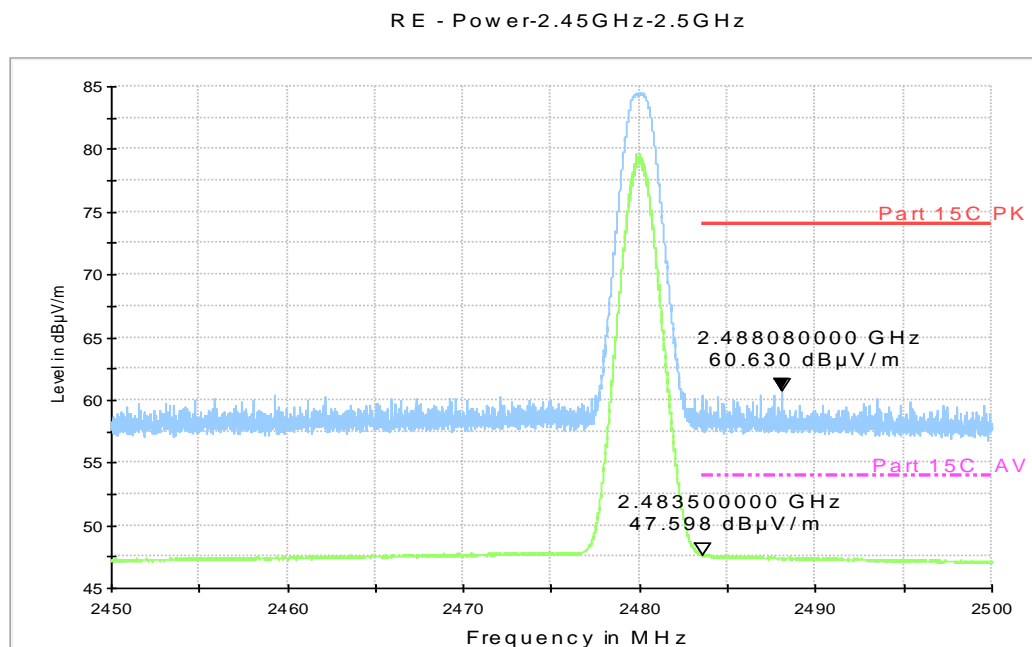 RE - Power-2.45GHz-2.5GHz
85
80
75
70
65
60
55
50
45
Level in dBµV/m
Part 15C PK
2.488080000 GHz
60.630 dBµV/m
Part 15C AV
2.483500000 GHz
47.598 dBµV/m
2450
2460
2470
2480
2490
2500
Frequency in MHz